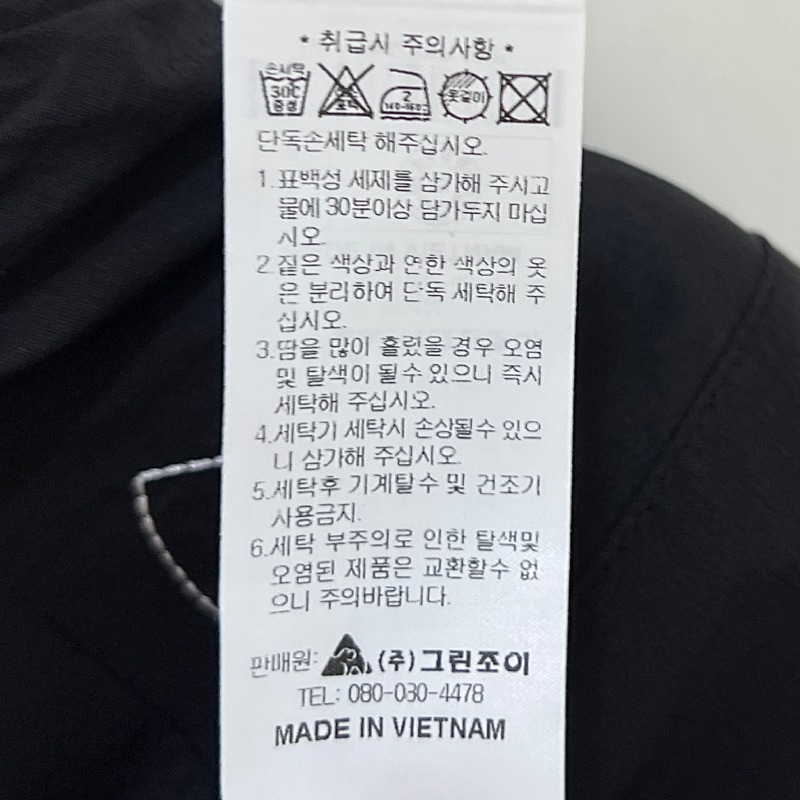 * 취급시 주의사항 *
손세탁 30℃ 중성
2 140-160℃
옷걸이
단독손세탁 해주십시오.
1.표백성 세제를 삼가해 주시고
물에 30분이상 담가두지 마십
시오.
2.짙은 색상과 연한 색상의 옷
은 분리하여 단독 세탁해 주
십시오.
3.땀을 많이 흘렸을 경우 오염
및 탈색이 될수 있으니 즉시
세탁해 주십시오.
4.세탁기 세탁시 손상될수 있으
니 삼가해 주십시오.
5.세탁후 기계탈수 및 건조기
사용금지.
6.세탁 부주의로 인한 탈색및
오염된 제품은 교환할수 없
으니 주의바랍니다.
판매원: (주)그린조이
TEL: 080-030-4478
MADE IN VIETNAM